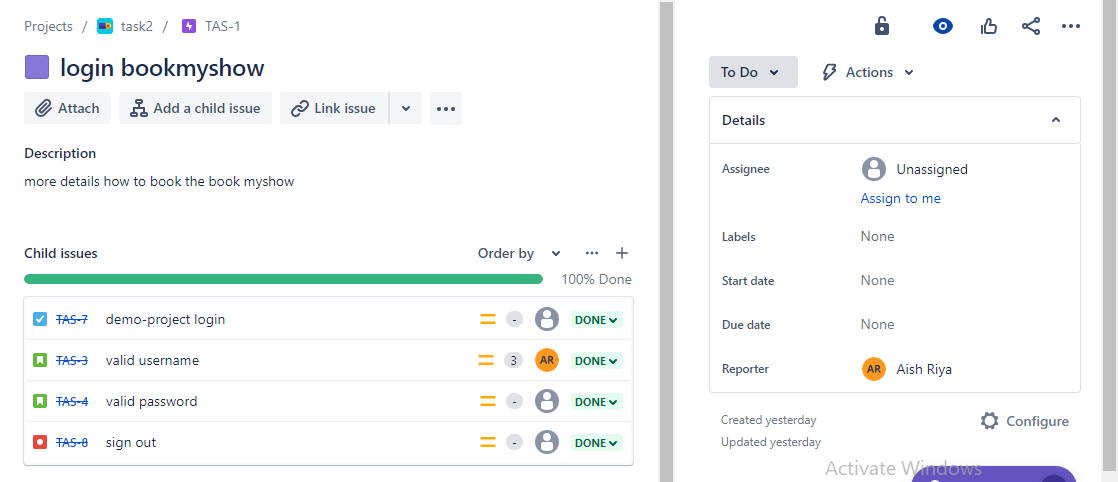 Projects / task2 / TAS-1
login bookmyshow
Attach Add a child issue Link issue
Description
more details how to book the book myshow
Child issues Order by
100% Done
TAS-7 demo-project login - DONE
TAS-3 valid username 3 AR DONE
TAS-4 valid password - DONE
TAS-8 sign out - DONE
To Do Actions
Details
Assignee Unassigned
Assign to me
Labels None
Start date None
Due date None
Reporter AR Aish Riya
Created yesterday Configure
Updated yesterday
Activate Windows